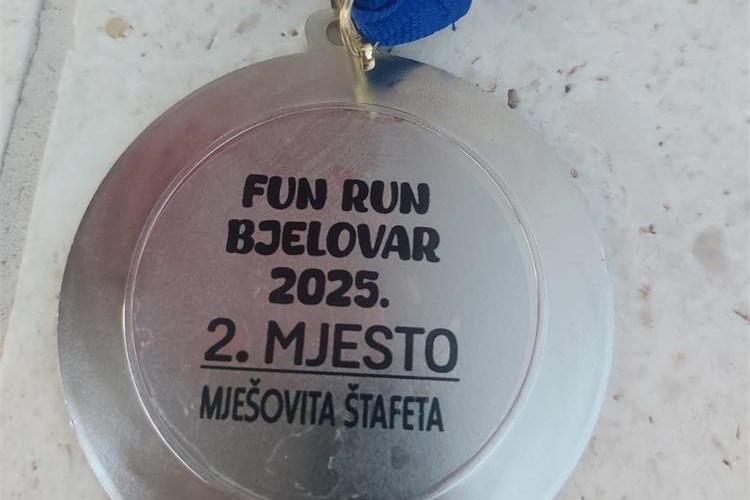 FUN RUN
BJELOVAR
2025.
2. MJESTO
MJEŠOVITA ŠTAFETA